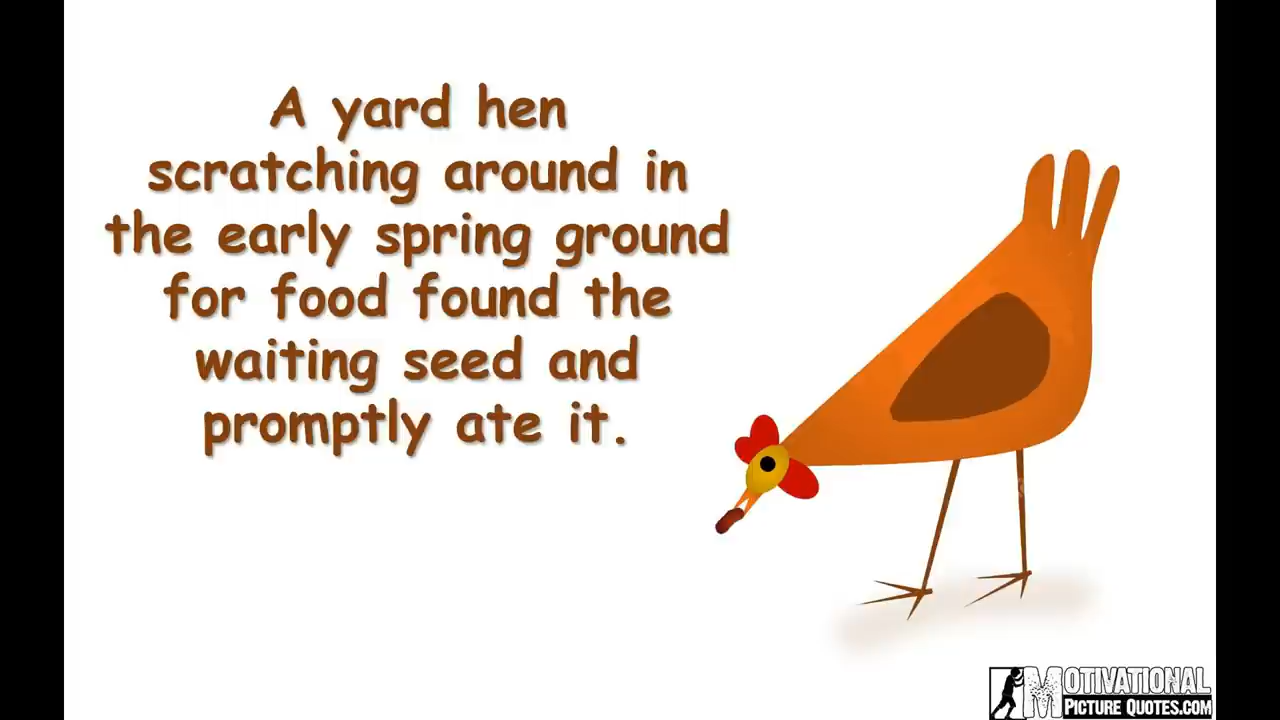 A yard hen
scratching around in
the early spring ground
for food found the
waiting seed and
promptly ate it.
MOTIVATIONAL
PICTURE QUOTES.COM